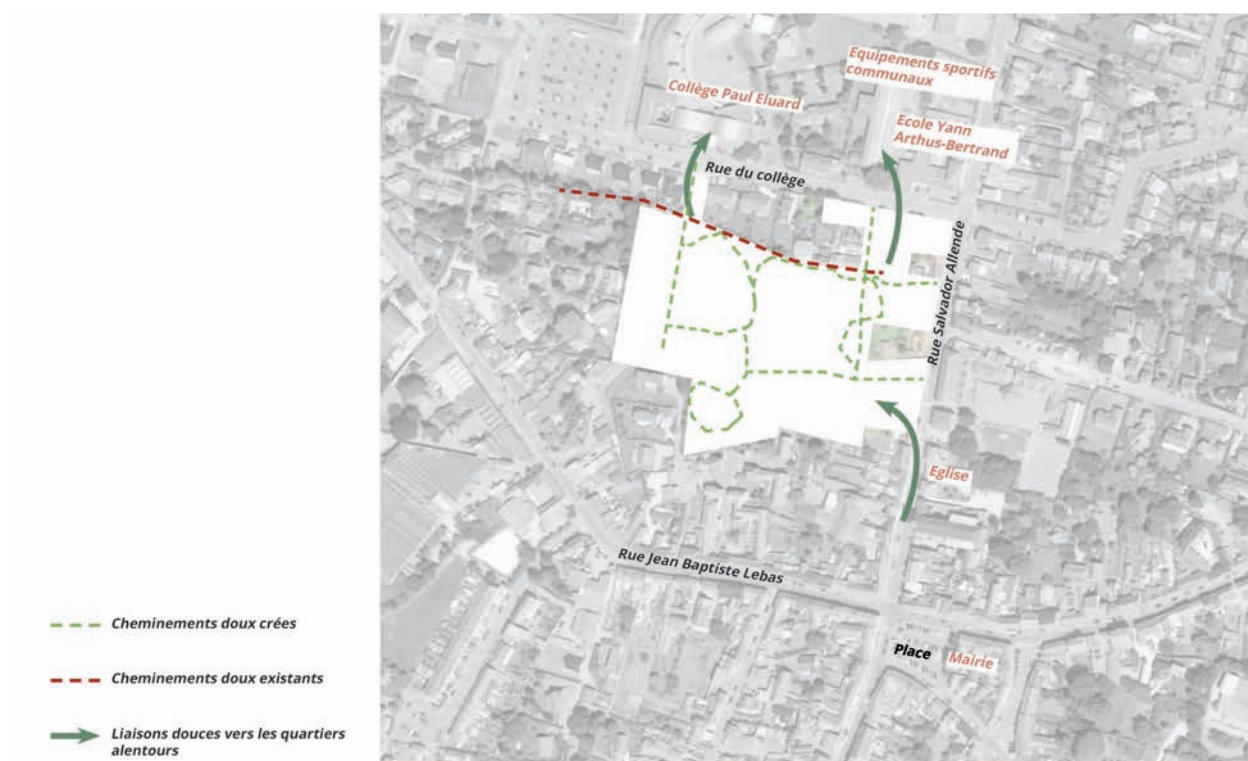 Equipements sportifs
communaux
Collège Paul Eluard
Ecole Yann
Arthus-Bertrand
Rue du collège
Rue Salvador Allende
Eglise
Rue Jean Baptiste Lebas
Place
Mairie
Cheminements doux crées
Cheminements doux existants
Liaisons douces vers les quartiers
alentours